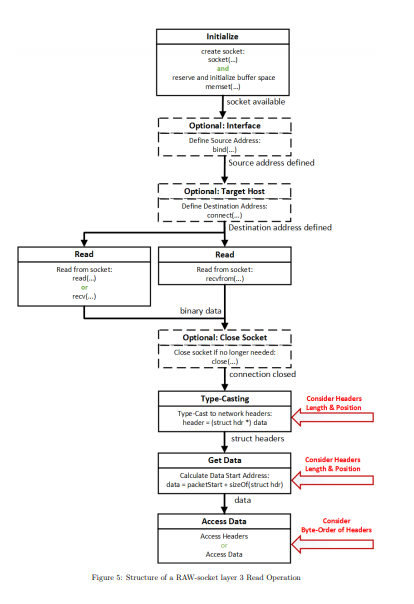 Initialize
create socket:
socket(...)
and
reserve and initialize buffer space
memset(...)
socket available
Optional: Interface
Define Source Address:
bind(...)
Source address defined
Optional: Target Host
Define Destination Address:
connect(...)
Destination address defined
Read
Read from socket:
read(...)
or
recv(...)
Read
Read from socket:
recvfrom(...)
binary data
Optional: Close Socket
Close socket if no longer needed:
close(...)
connection closed
Type-Casting
Type-Cast to network headers:
header = (struct hdr *) data
Consider Headers
Length & Position
struct headers
Get Data
Calculate Data Start Address:
data = packetStart + sizeOf(struct hdr)
Consider Headers
Length & Position
data
Access Data
Access Headers
or
Access Data
Consider
Byte-Order of Headers
Figure 5: Structure of a RAW-socket layer 3 Read Operation